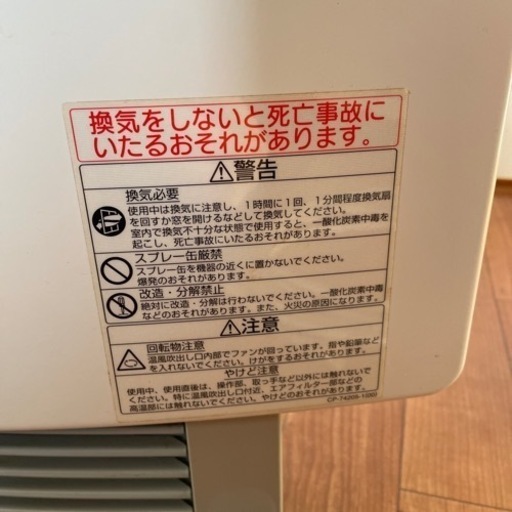 換気をしないと死亡事故に
いたるおそれがあります。
⚠警告
換気必要
使用中は換気に注意し、1時間に1回、1分間程度換気扇
を回すか窓を開けるなどして換気してください。
室内で換気不十分な状態で使用すると、一酸化炭素中毒を
起こし、死亡事故にいたるおそれがあります。
スプレー缶厳禁
スプレー缶を機器の近くに置かないでください。
爆発のおそれがあります。
改造・分解禁止
絶対に改造・分解は行わないでください。一酸化炭素中毒
などのおそれがあります。また、火災の原因になります。
⚠注意
回転物注意
温風吹出し口内部でファンが回っています。指や鉛筆など
を入れないでください。けがをするおそれがあります。
やけど注意
使用中、使用直後は、操作部、取っ手など以外には触れないで
ください。特に温風吹出し口付近、エアフィルター部などの
高温部には触れないでください。やけどのおそれがあります。